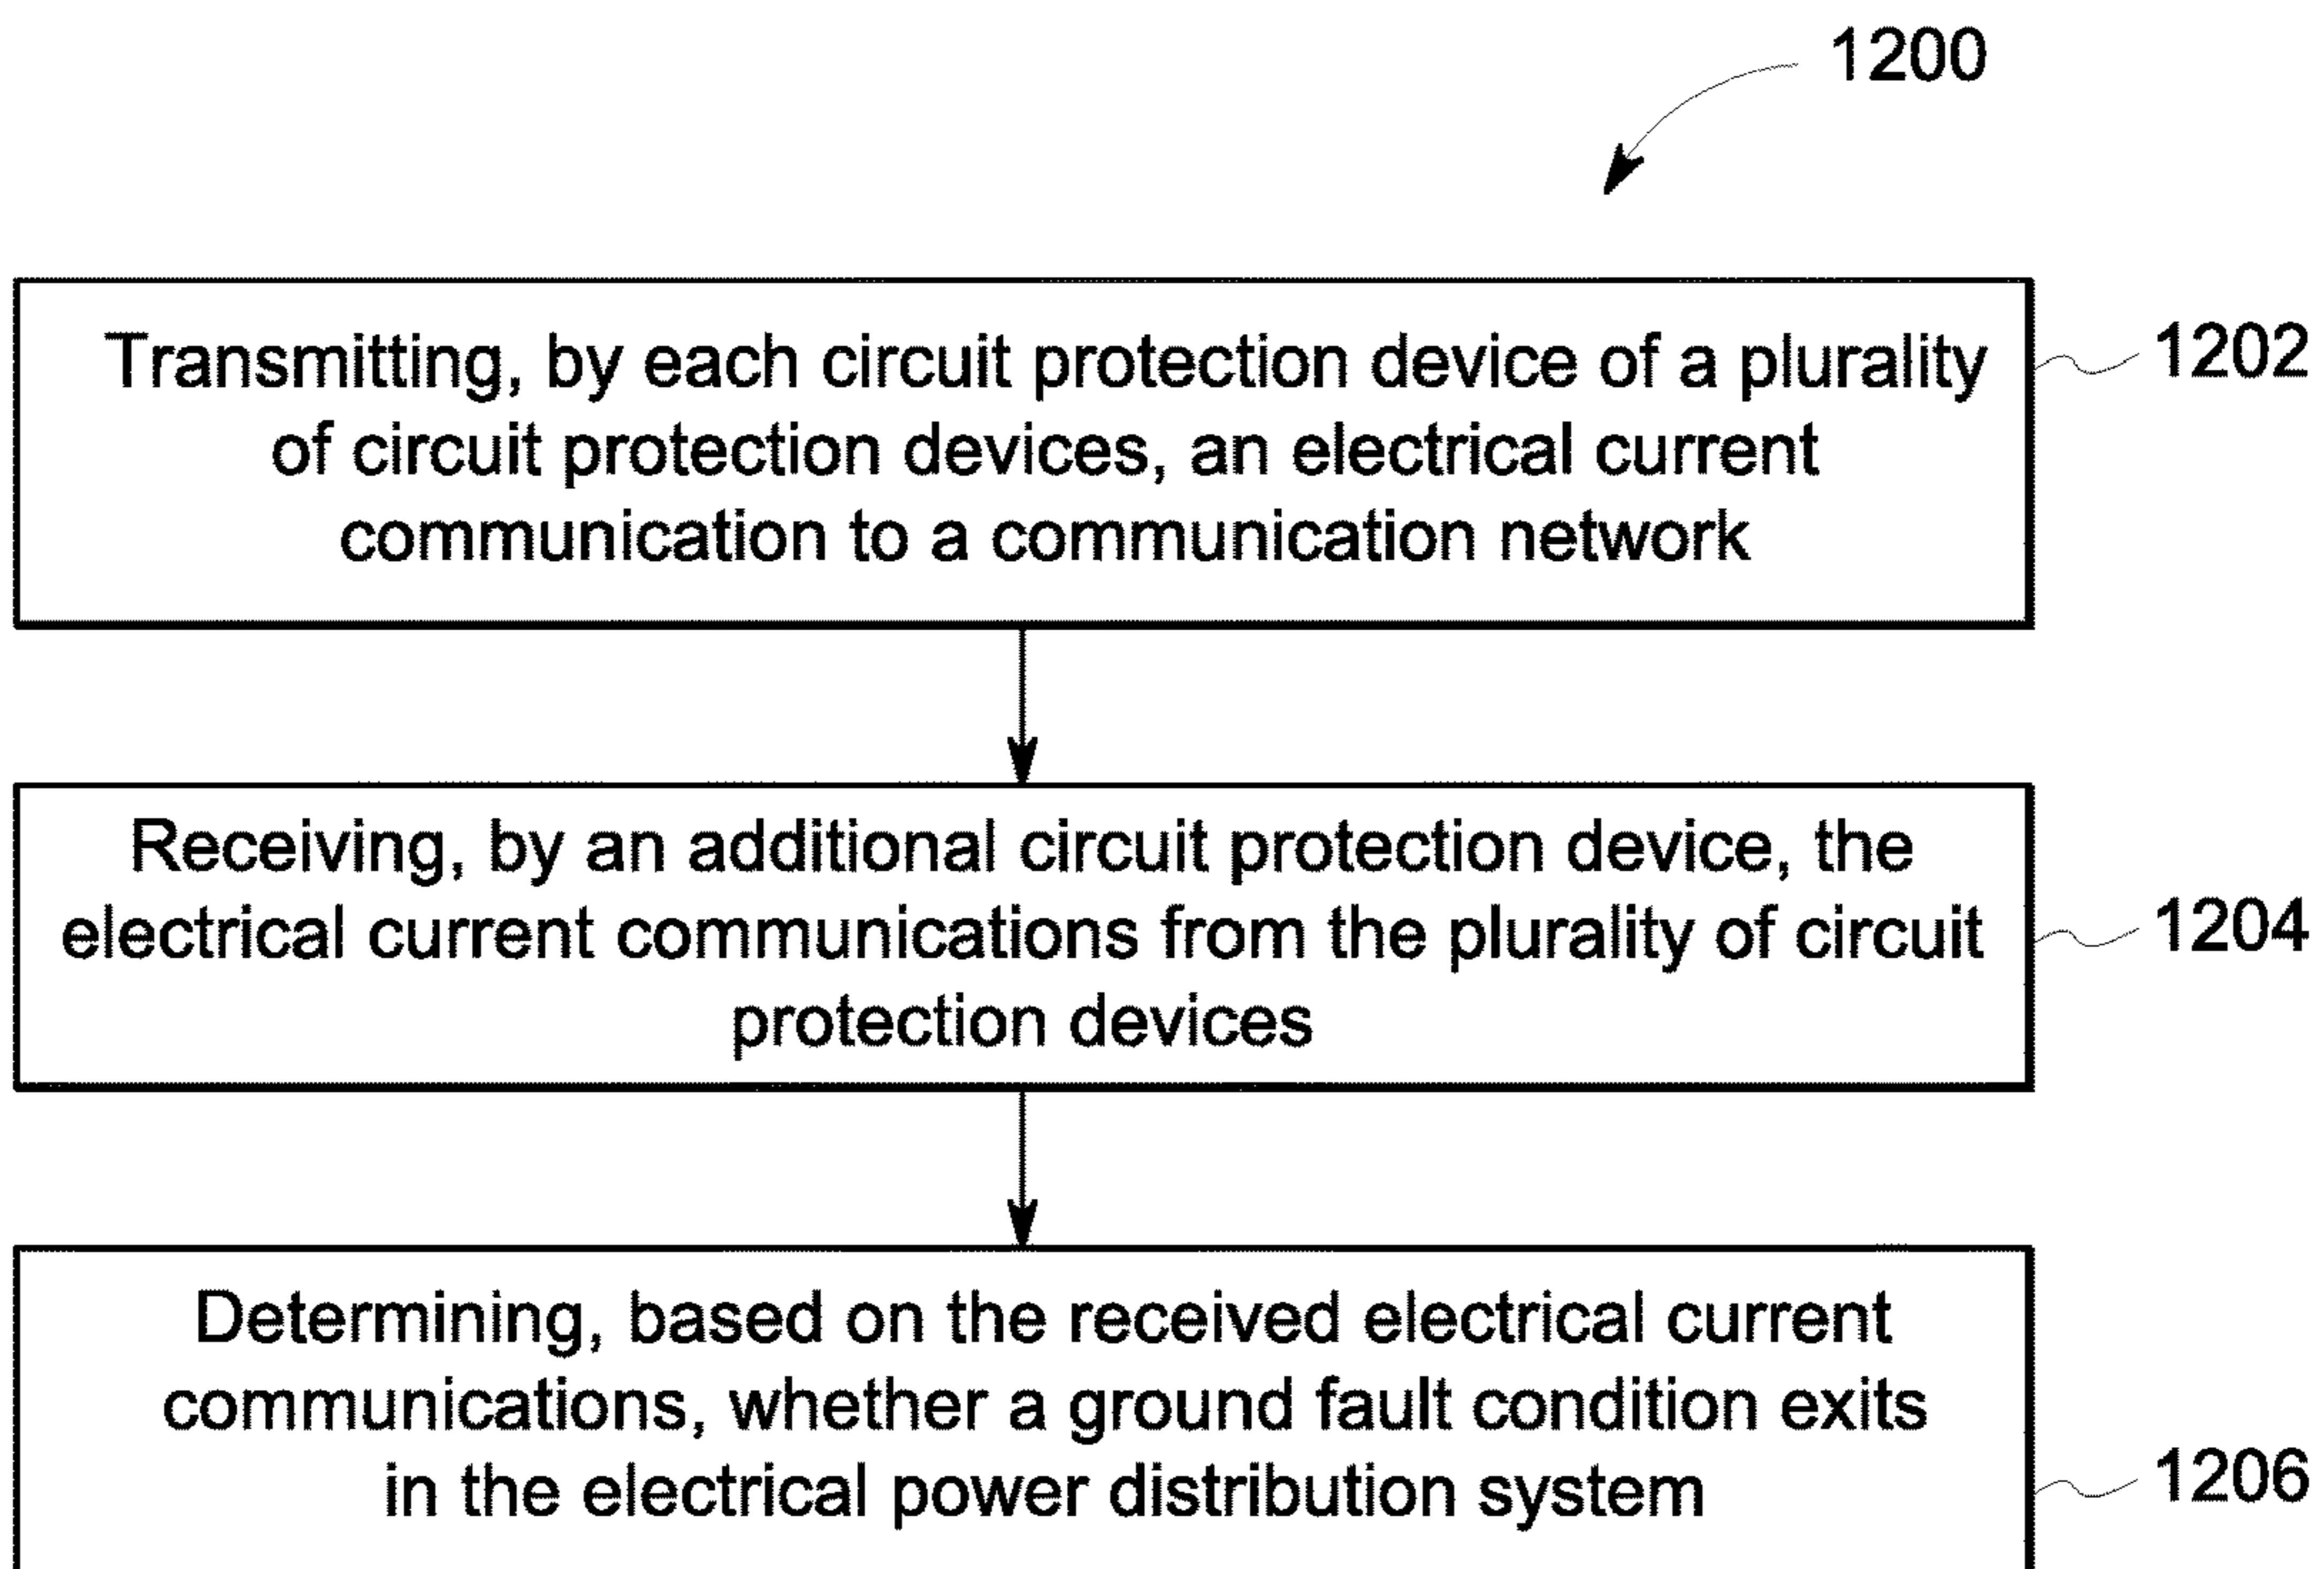 1200
Transmitting, by each circuit protection device of a plurality
of circuit protection devices, an electrical current
communication to a communication network
1202
Receiving, by an additional circuit protection device, the
electrical current communications from the plurality of circuit
protection devices
1204
Determining, based on the received electrical current
communications, whether a ground fault condition exits
in the electrical power distribution system
1206